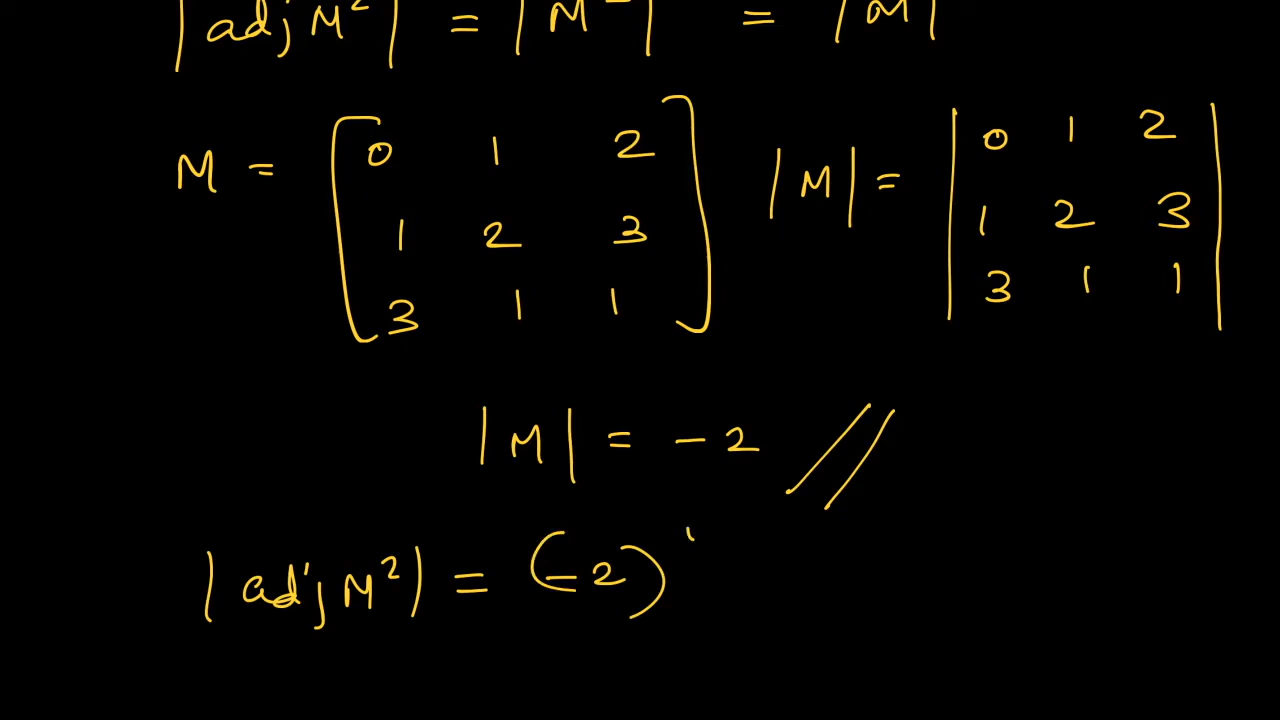 |adj M²| = |M | = |M|
M = [ 0 1 2 |M| = | 0 1 2 |
1 2 3 1 2 3
3 1 1 ] 3 1 1
|M| = -2 //
|adj M²| = (-2)